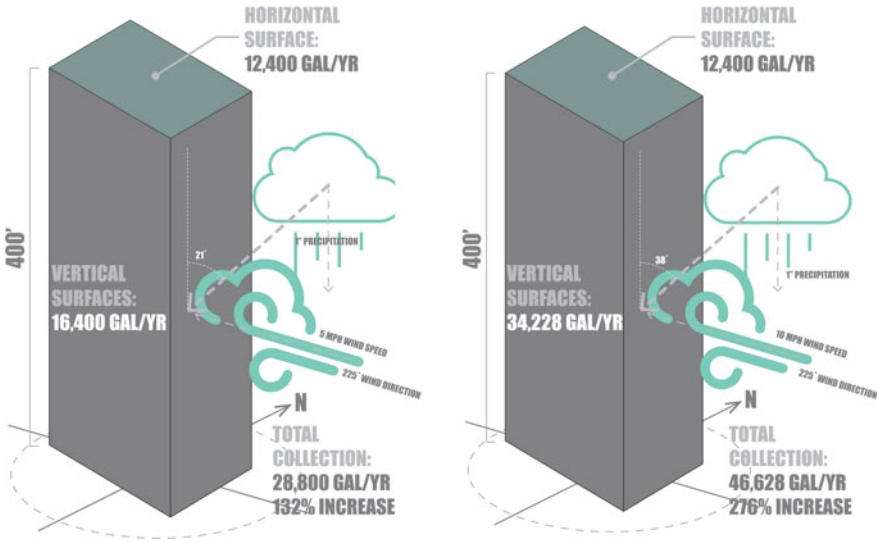 HORIZONTAL
SURFACE:
12,400 GAL/YR
400'
21°
1" PRECIPITATION
VERTICAL
SURFACES:
16,400 GAL/YR
5 MPH WIND SPEED
225° WIND DIRECTION
N
TOTAL
COLLECTION:
28,800 GAL/YR
132% INCREASE
HORIZONTAL
SURFACE:
12,400 GAL/YR
400'
38°
1" PRECIPITATION
VERTICAL
SURFACES:
34,228 GAL/YR
10 MPH WIND SPEED
225° WIND DIRECTION
N
TOTAL
COLLECTION:
46,628 GAL/YR
276% INCREASE